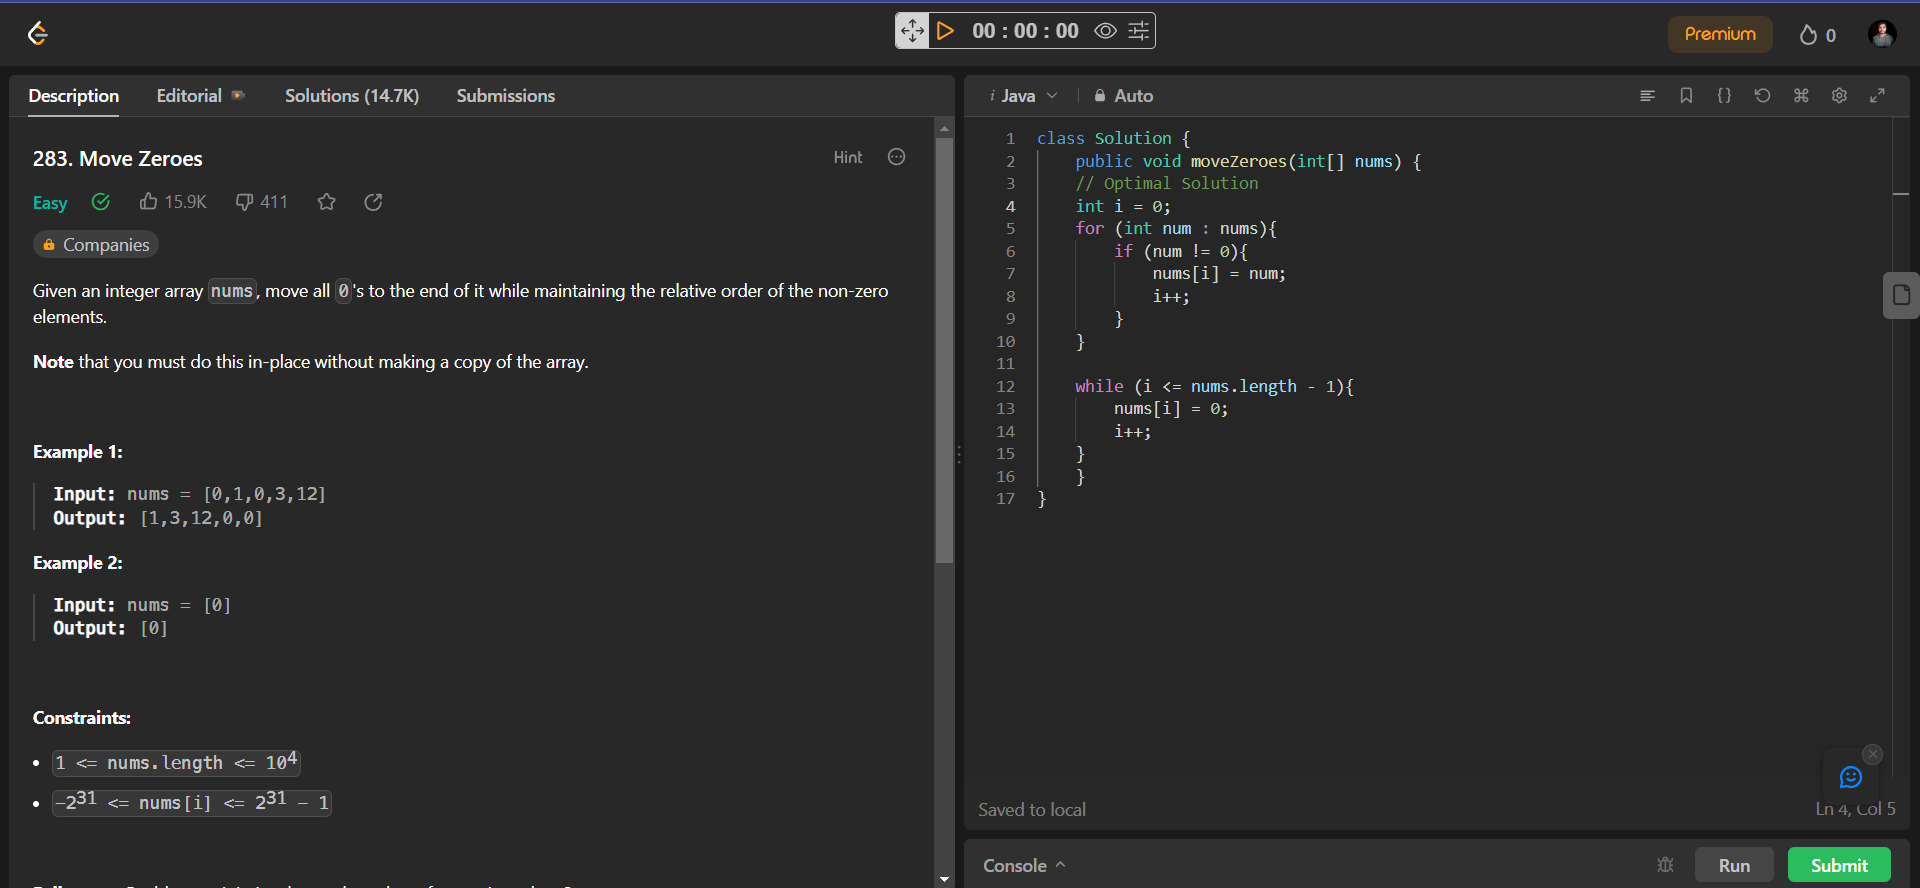 00 : 00 : 00
Premium
0
Description
Editorial
Solutions (14.7K)
Submissions
283. Move Zeroes
Hint
Easy
15.9K
411
Companies
Given an integer array nums, move all 0's to the end of it while maintaining the relative order of the non-zero
elements.
Note that you must do this in-place without making a copy of the array.
Example 1:
Input: nums = [0,1,0,3,12]
Output: [1,3,12,0,0]
Example 2:
Input: nums = [0]
Output: [0]
Constraints:
• 1 <= nums.length <= 10⁴
• -2³¹ <= nums[i] <= 2³¹ - 1
i Java
Auto
1 class Solution {
2     public void moveZeroes(int[] nums) {
3     // Optimal Solution
4     int i = 0;
5     for (int num : nums){
6         if (num != 0){
7             nums[i] = num;
8             i++;
9         }
10     }
11
12     while (i <= nums.length - 1){
13         nums[i] = 0;
14         i++;
15     }
16     }
17 }
Saved to local
Ln 4, Col 5
Console
Run
Submit